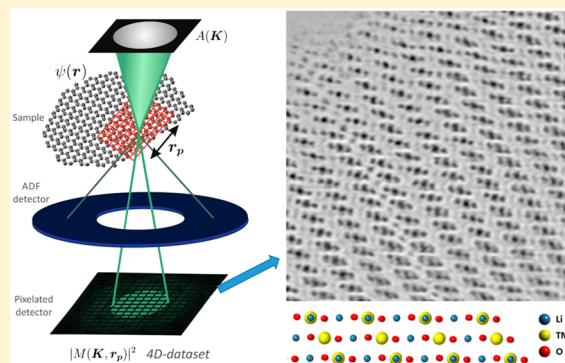 A(K)
ψ(r)
Sample
r_p
ADF
detector
Pixelated
detector
|M(K, r_p)|² 4D-dataset
Li
TM
O